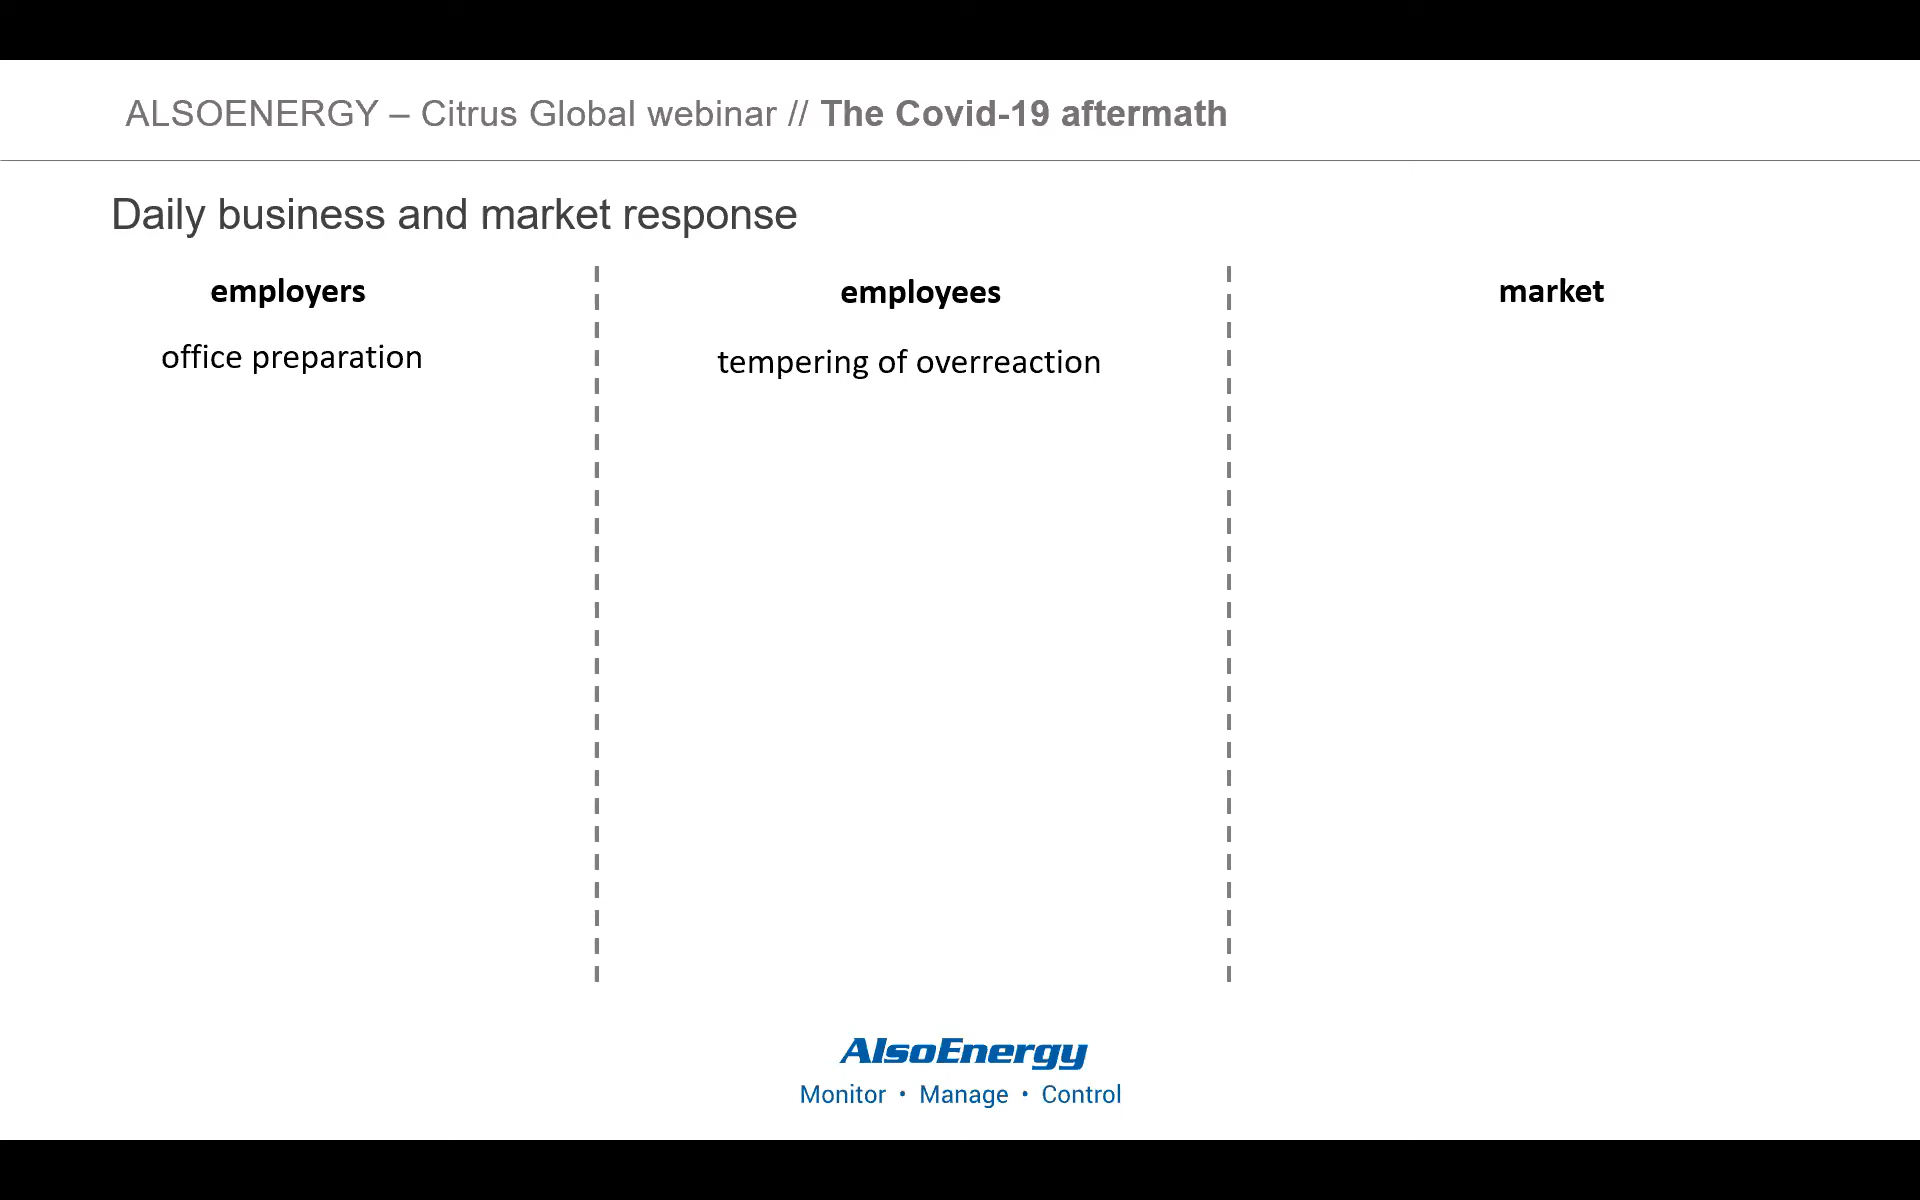 ALSOENERGY – Citrus Global webinar // The Covid-19 aftermath
Daily business and market response
employers
office preparation
employees
tempering of overreaction
market
AlsoEnergy
Monitor • Manage • Control